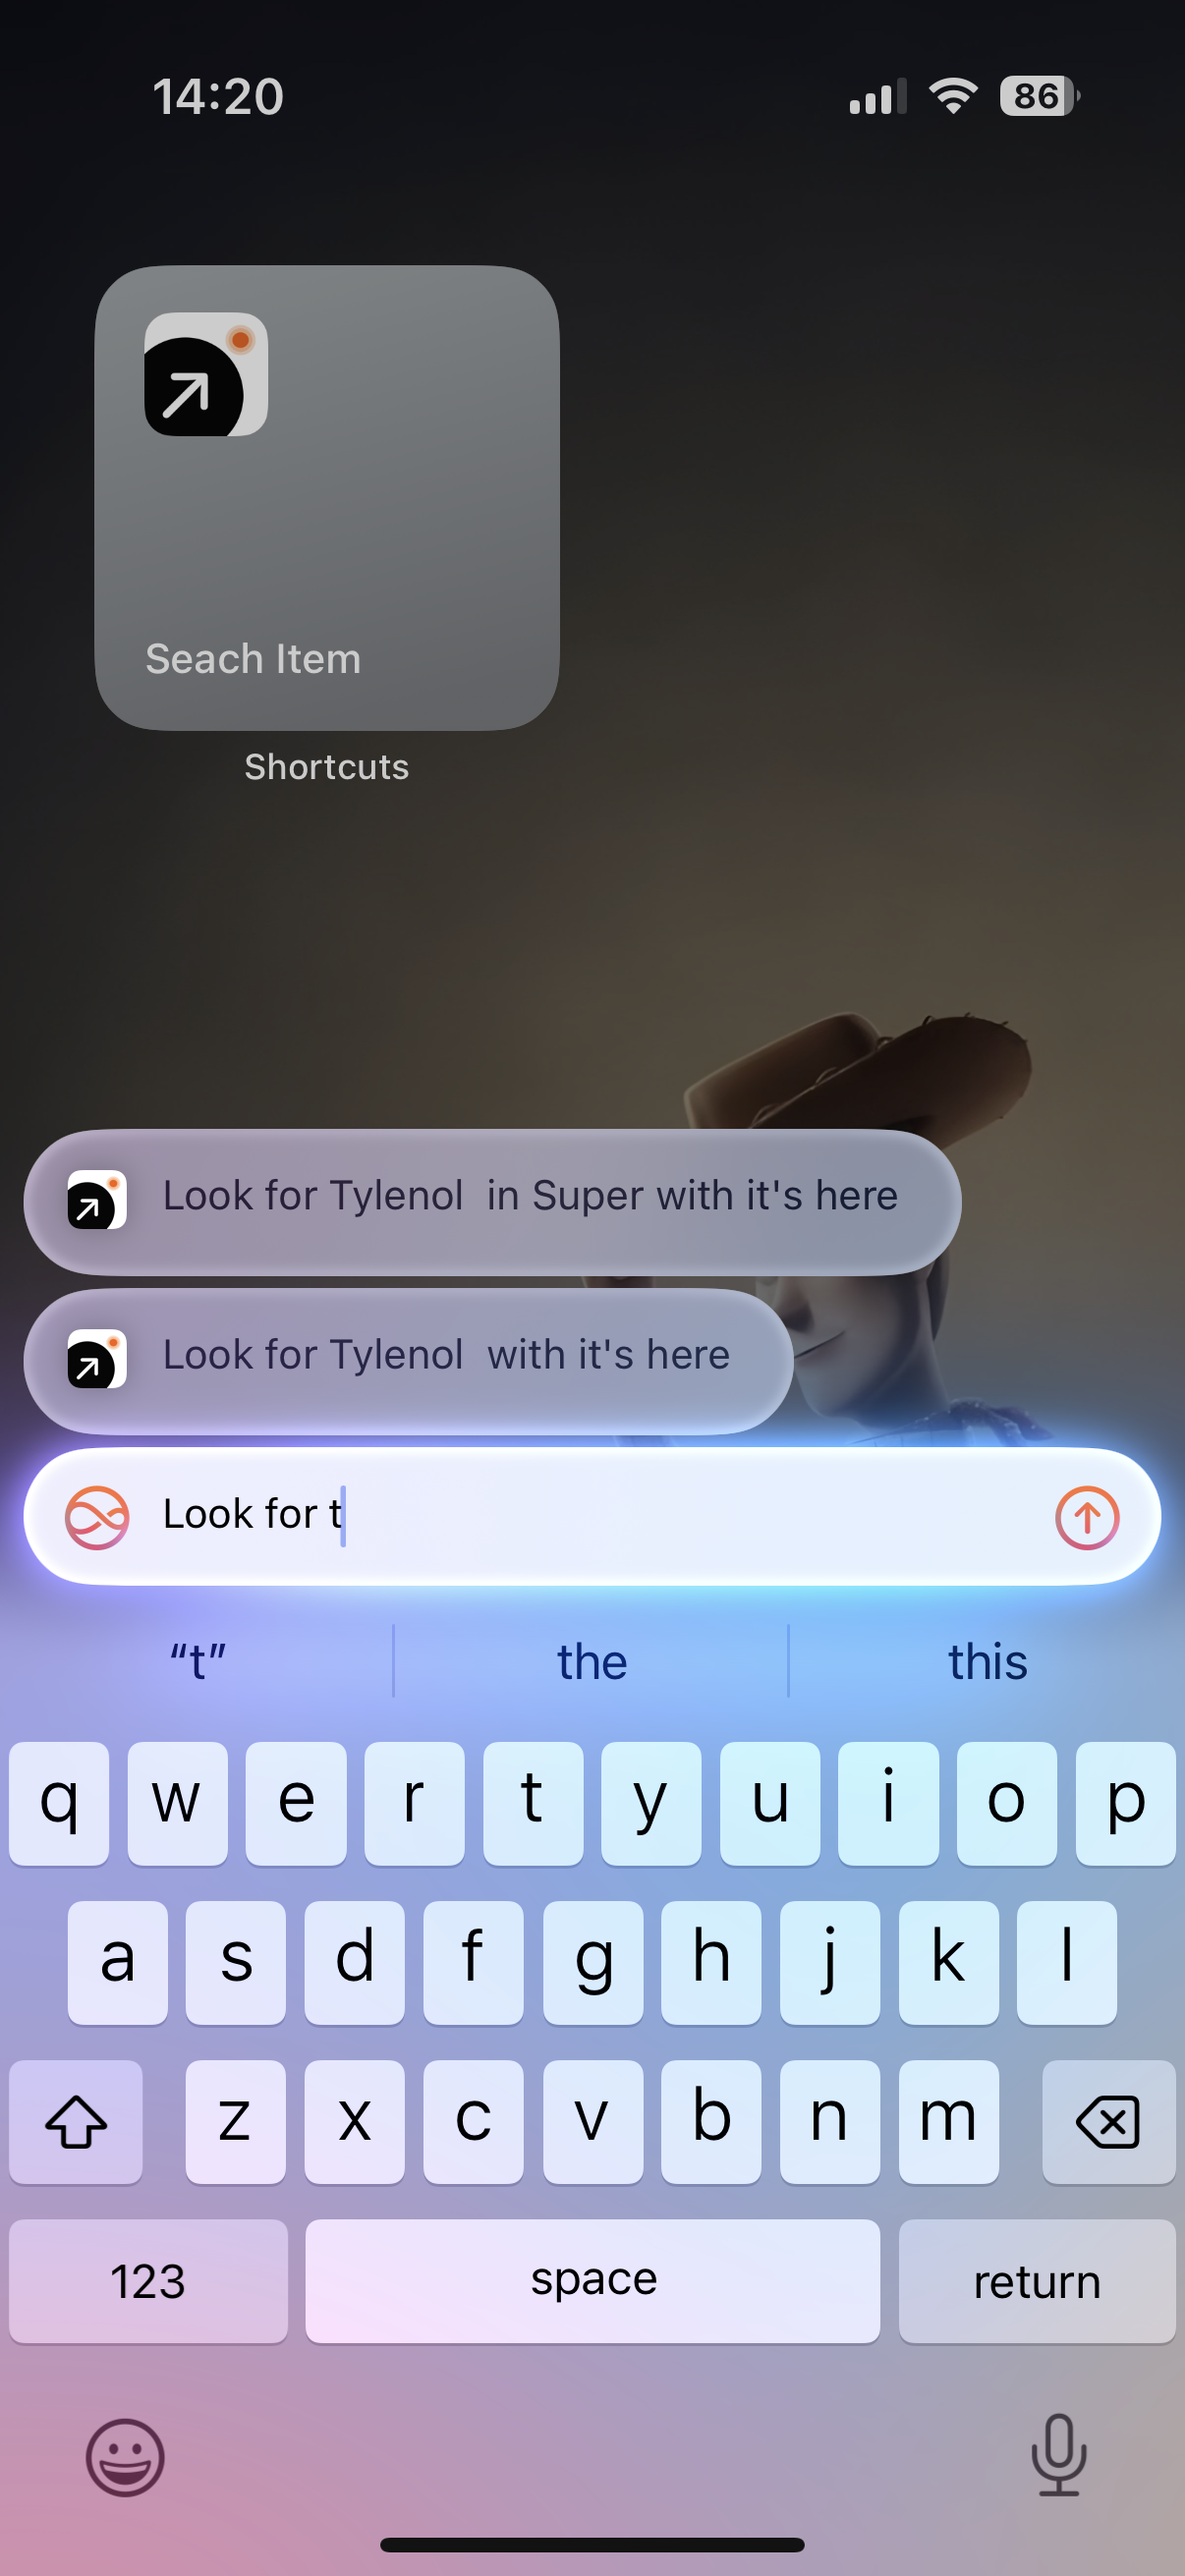 14:20
86
Seach Item
Shortcuts
Look for Tylenol  in Super with it's here
Look for Tylenol  with it's here
Look for t
“t”
the
this
q w e r t y u i o p
a s d f g h j k l
z x c v b n m
123
space
return